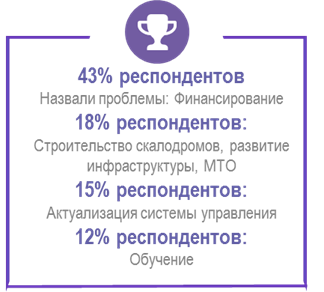 43% респондентов
Назвали проблемы: Финансирование
18% респондентов:
Строительство скалодромов, развитие
инфраструктуры, МТО
15% респондентов:
Актуализация системы управления
12% респондентов:
Обучение